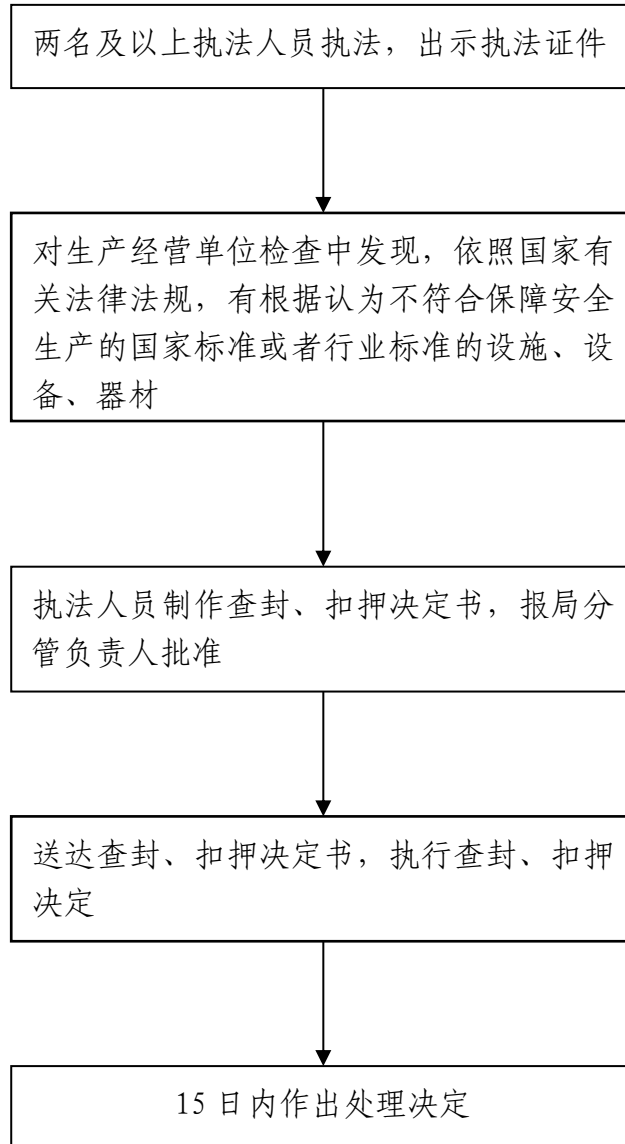 两名及以上执法人员执法，出示执法证件
对生产经营单位检查中发现，依照国家有
关法律法规，有根据认为不符合保障安全
生产的国家标准或者行业标准的设施、设
备、器材
执法人员制作查封、扣押决定书，报局分
管负责人批准
送达查封、扣押决定书，执行查封、扣押
决定
15 日内作出处理决定